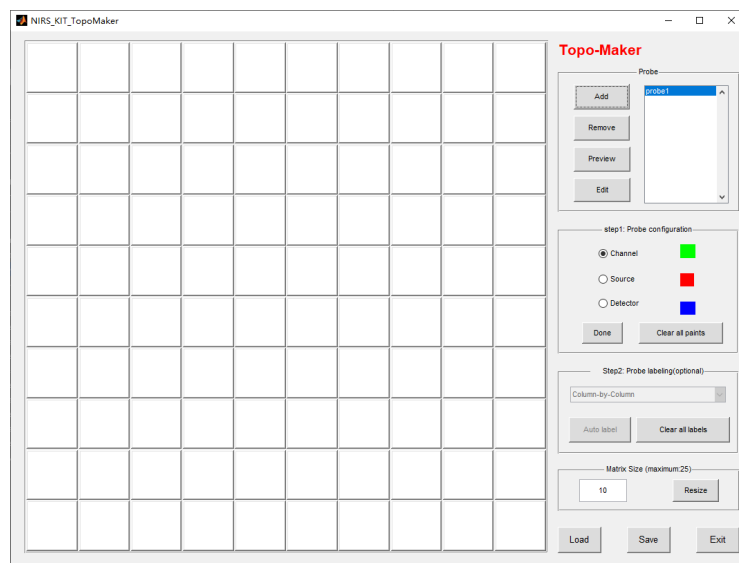 NIRS_KIT_TopoMaker
Topo-Maker
Probe
Add
probe1
Remove
Preview
Edit
step1: Probe configuration
Channel
Source
Detector
Done
Clear all paints
Step2: Probe labeling(optional)
Column-by-Column
Auto label
Clear all labels
Matrix Size (maximum:25)
10
Resize
Load
Save
Exit